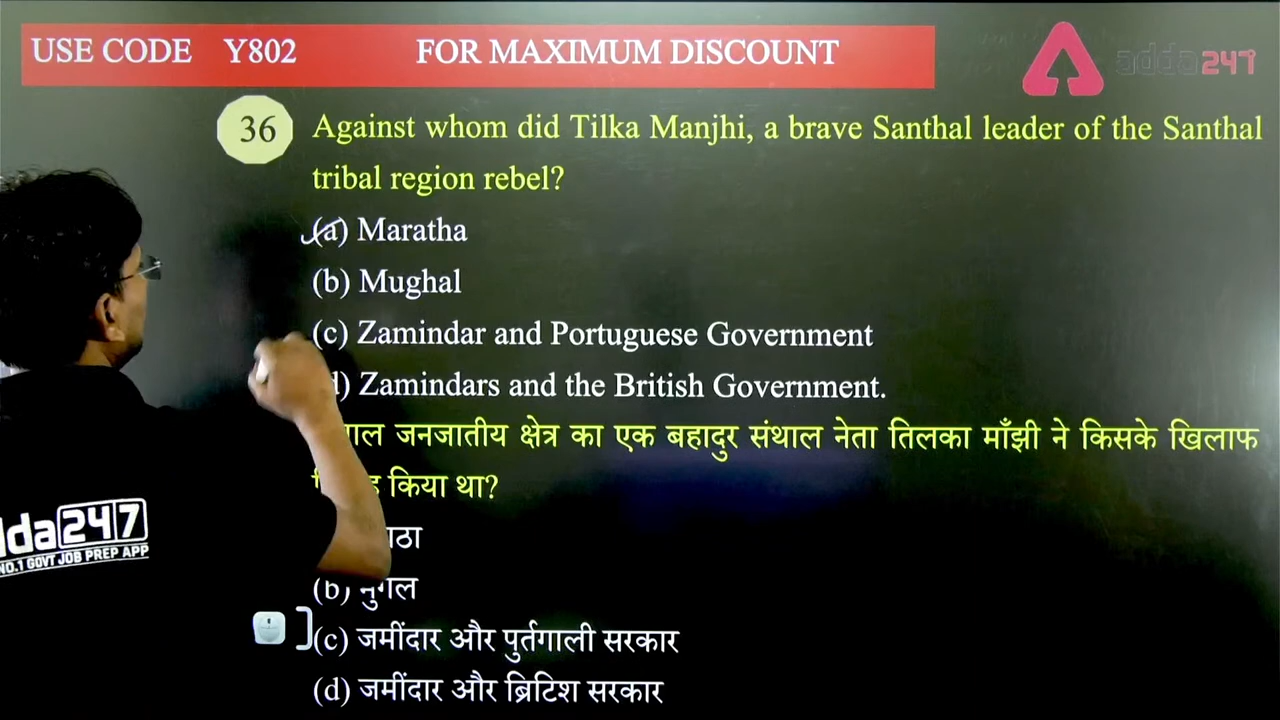 USE CODE Y802 FOR MAXIMUM DISCOUNT
adda247
36 Against whom did Tilka Manjhi, a brave Santhal leader of the Santhal
tribal region rebel?
(a) Maratha
(b) Mughal
(c) Zamindar and Portuguese Government
d) Zamindars and the British Government.
जनजातीय क्षेत्र का एक बहादुर संथाल नेता तिलका माँझी ने किसके खिलाफ
किया था?
(b) मुगल
(c) जमींदार और पुर्तगाली सरकार
(d) जमींदार और ब्रिटिश सरकार
dda247
NO.1 GOVT JOB PREP APP